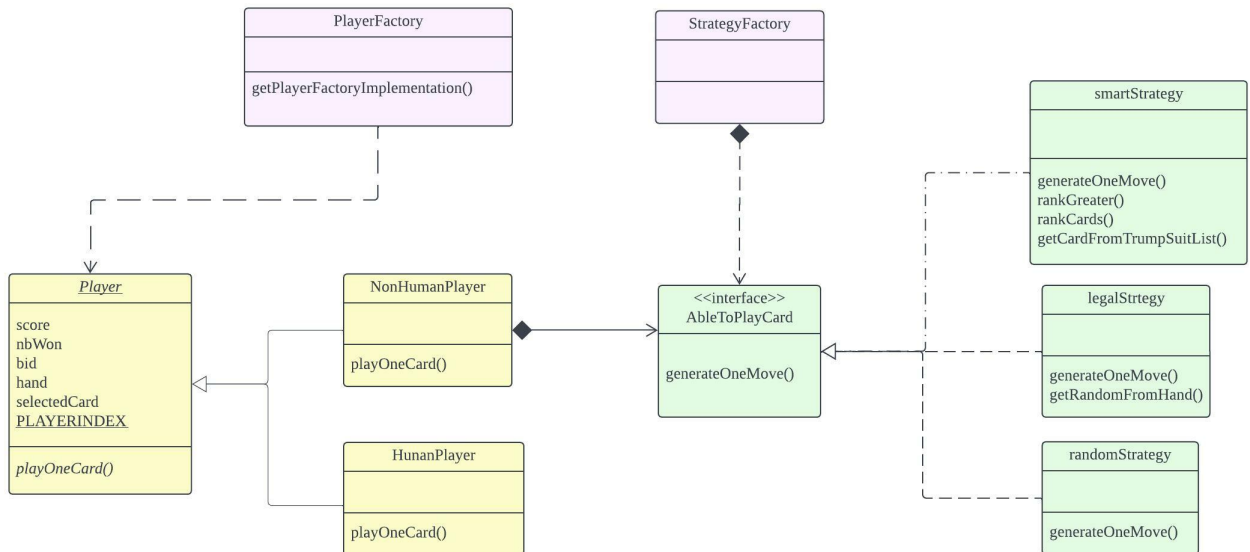 PlayerFactory
getPlayerFactoryImplementation()
StrategyFactory
smartStrategy
generateOneMove()
rankGreater()
rankCards()
getCardFromTrumpSuitList()
Player
score
nbWon
bid
hand
selectedCard
PLAYERINDEX
playOneCard()
NonHumanPlayer
playOneCard()
HunanPlayer
playOneCard()
<<interface>>
AbleToPlayCard
generateOneMove()
legalStrtegy
generateOneMove()
getRandomFromHand()
randomStrategy
generateOneMove()